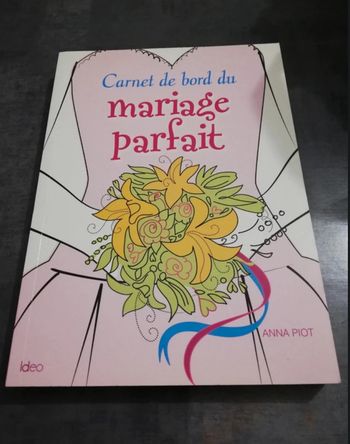 Carnet de bord du
mariage
parfait
ANNA PIOT
ideo